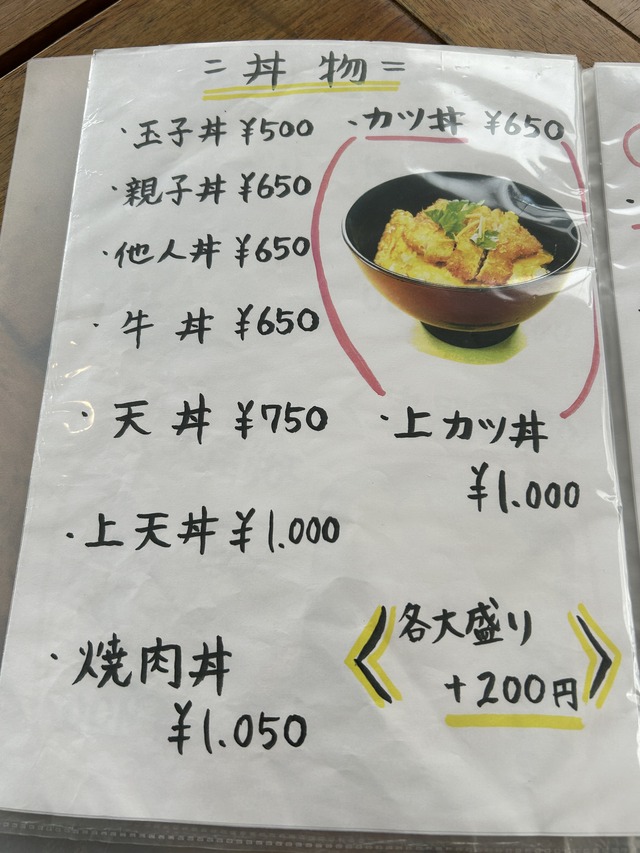 =丼物=
・玉子丼 ¥500
・親子丼 ¥650
・他人丼 ¥650
・牛丼 ¥650
・天丼 ¥750
・上天丼 ¥1.000
・焼肉丼
¥1.050
・カツ丼 ¥650
・上カツ丼
¥1.000
《各大盛り
+200円》